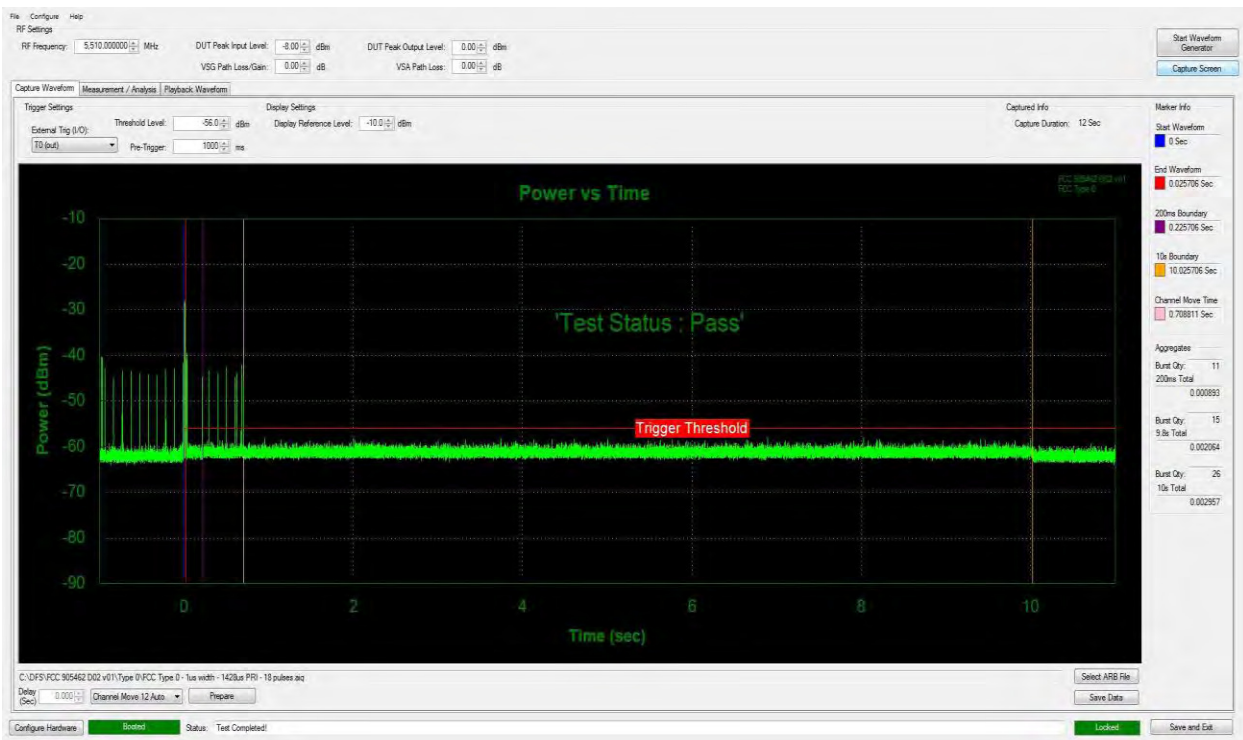 File Configure Help
RF Settings
RF Frequency: 5,510.000000 MHz DUT Peak Input Level: -8.00 dBm DUT Peak Output Level: 0.00 dBm
VSG Path Loss/Gain: 0.00 dB VSA Path Loss: 0.00 dB
Start Waveform Generator
Capture Screen
Capture Waveform Measurement / Analysis Playback Waveform
Trigger Settings
External Trig (I/O): Threshold Level: -56.0 dBm
T0 (out) Pre-Trigger: 1000 ms
Display Settings
Display Reference Level: -10.0 dBm
Captured Info
Capture Duration: 12 Sec
Marker Info
Start Waveform
0 Sec
End Waveform
0.025706 Sec
200ms Boundary
0.225706 Sec
10s Boundary
10.025706 Sec
Channel Move Time
0.708811 Sec
Aggregates
Burst Qty: 11
200ms Total
0.000893
Burst Qty: 15
9.8s Total
0.002064
Burst Qty: 26
10s Total
0.002957
Power vs Time
FCC 905462 D02 v01
FCC Type 0
-10
-20
-30
-40
-50
-60
-70
-80
-90
Power (dBm)
'Test Status : Pass'
Trigger Threshold
0 2 4 6 8 10
Time (sec)
C:\DFS\FCC 905462 D02 v01\Type 0\FCC Type 0 - 1us width - 1428us PRI - 18 pulses.aiq
Select ARB File
Delay (Sec) 0.000 Channel Move 12 Auto Prepare
Save Data
Configure Hardware Booted Status: Test Completed! Locked Save and Exit